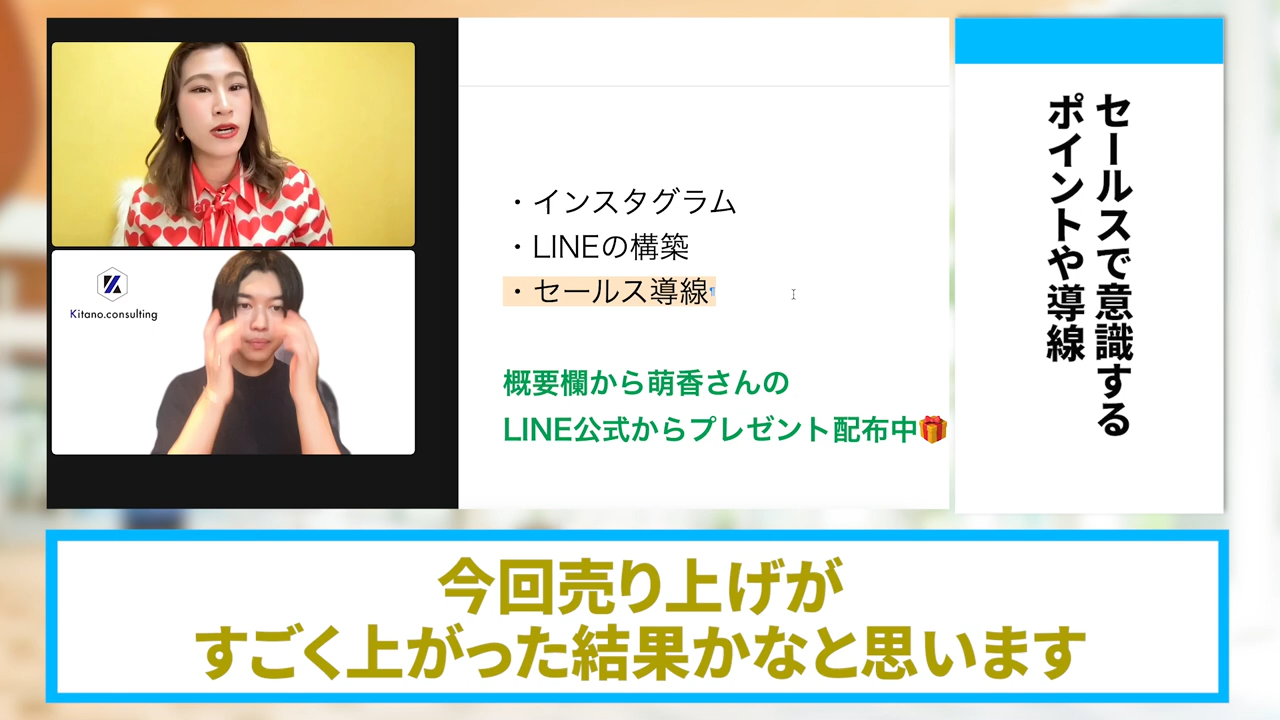 Kitano.consulting
・インスタグラム
・LINEの構築
・セールス導線
概要欄から萌香さんの
LINE公式からプレゼント配布中🎁
セールスで意識する
ポイントや導線
今回売り上げが
すごく上がった結果かなと思います